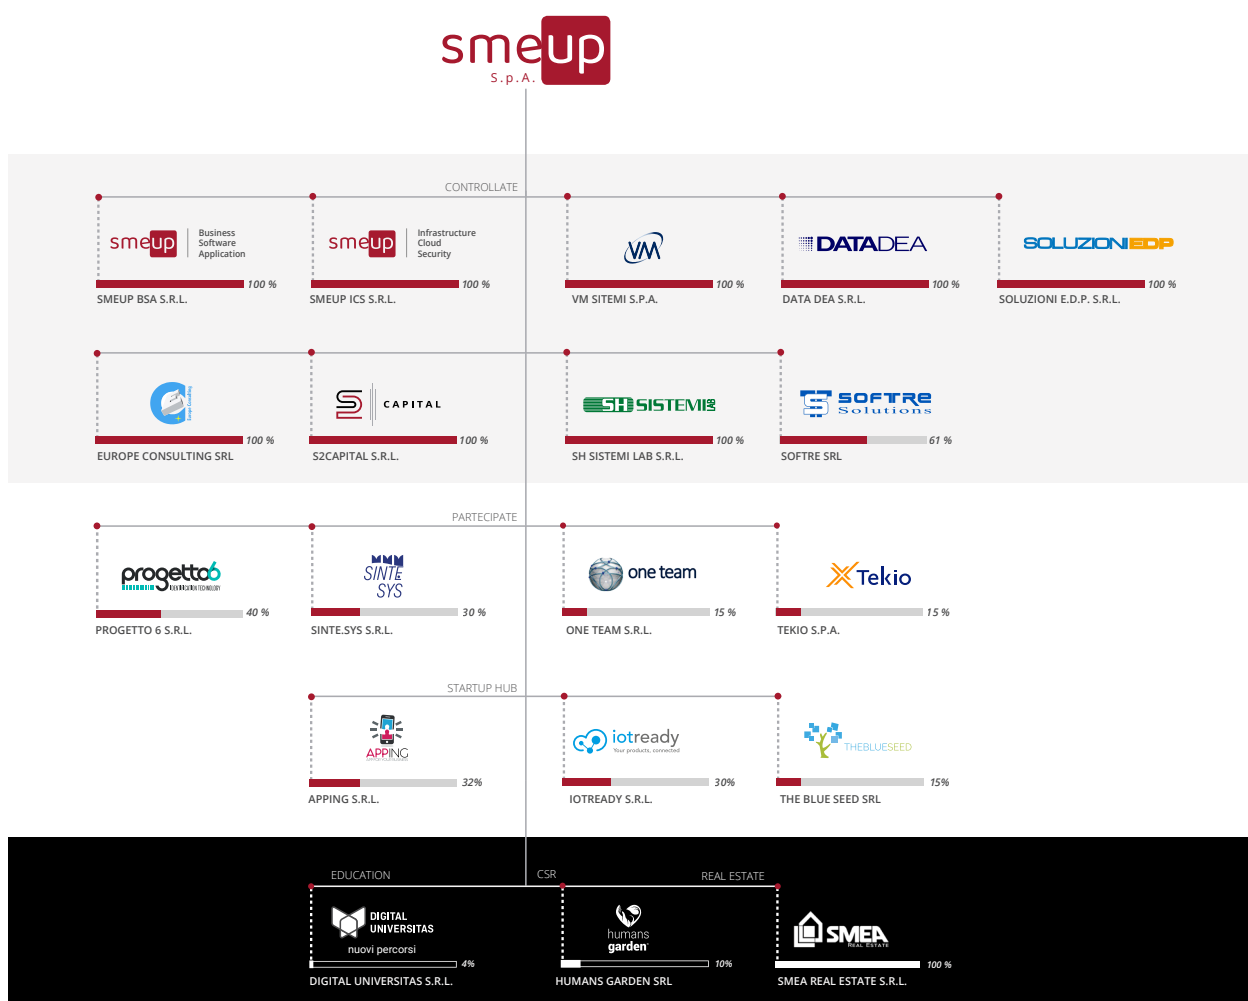 smeup
S.p.A.
CONTROLLATE
smeup
Business
Software
Application
100 %
SMEUP BSA S.R.L.
smeup
Infrastructure
Cloud
Security
100 %
SMEUP ICS S.R.L.
VM
100 %
VM SITEMI S.P.A.
DATADEA
100 %
DATA DEA S.R.L.
SOLUZIONI EDP
100 %
SOLUZIONI E.D.P. S.R.L.
Europe Consulting
100 %
EUROPE CONSULTING SRL
CAPITAL
100 %
S2CAPITAL S.R.L.
SH SISTEMI LAB
100 %
SH SISTEMI LAB S.R.L.
SOFTRE
Solutions
61 %
SOFTRE SRL
PARTECIPATE
progetto6
IDENTIFICATION TECHNOLOGY
40 %
PROGETTO 6 S.R.L.
SINTE
SYS
30 %
SINTE.SYS S.R.L.
one team
15 %
ONE TEAM S.R.L.
Tekio
15 %
TEKIO S.P.A.
STARTUP HUB
APPING
32%
APPING S.R.L.
iotready
Your products, connected
30%
IOTREADY S.R.L.
THEBLUESEED
15%
THE BLUE SEED SRL
EDUCATION
CSR
REAL ESTATE
DIGITAL
UNIVERSITAS
nuovi percorsi
4%
DIGITAL UNIVERSITAS S.R.L.
humans
garden
10%
HUMANS GARDEN SRL
SMEA
REAL ESTATE
100 %
SMEA REAL ESTATE S.R.L.